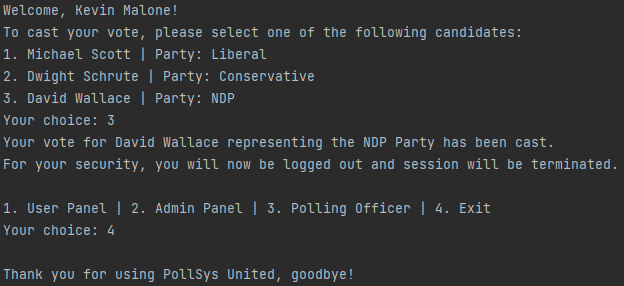 Welcome, Kevin Malone!
To cast your vote, please select one of the following candidates:
1. Michael Scott | Party: Liberal
2. Dwight Schrute | Party: Conservative
3. David Wallace | Party: NDP
Your choice: 3
Your vote for David Wallace representing the NDP Party has been cast.
For your security, you will now be logged out and session will be terminated.
1. User Panel | 2. Admin Panel | 3. Polling Officer | 4. Exit
Your choice: 4
Thank you for using PollSys United, goodbye!